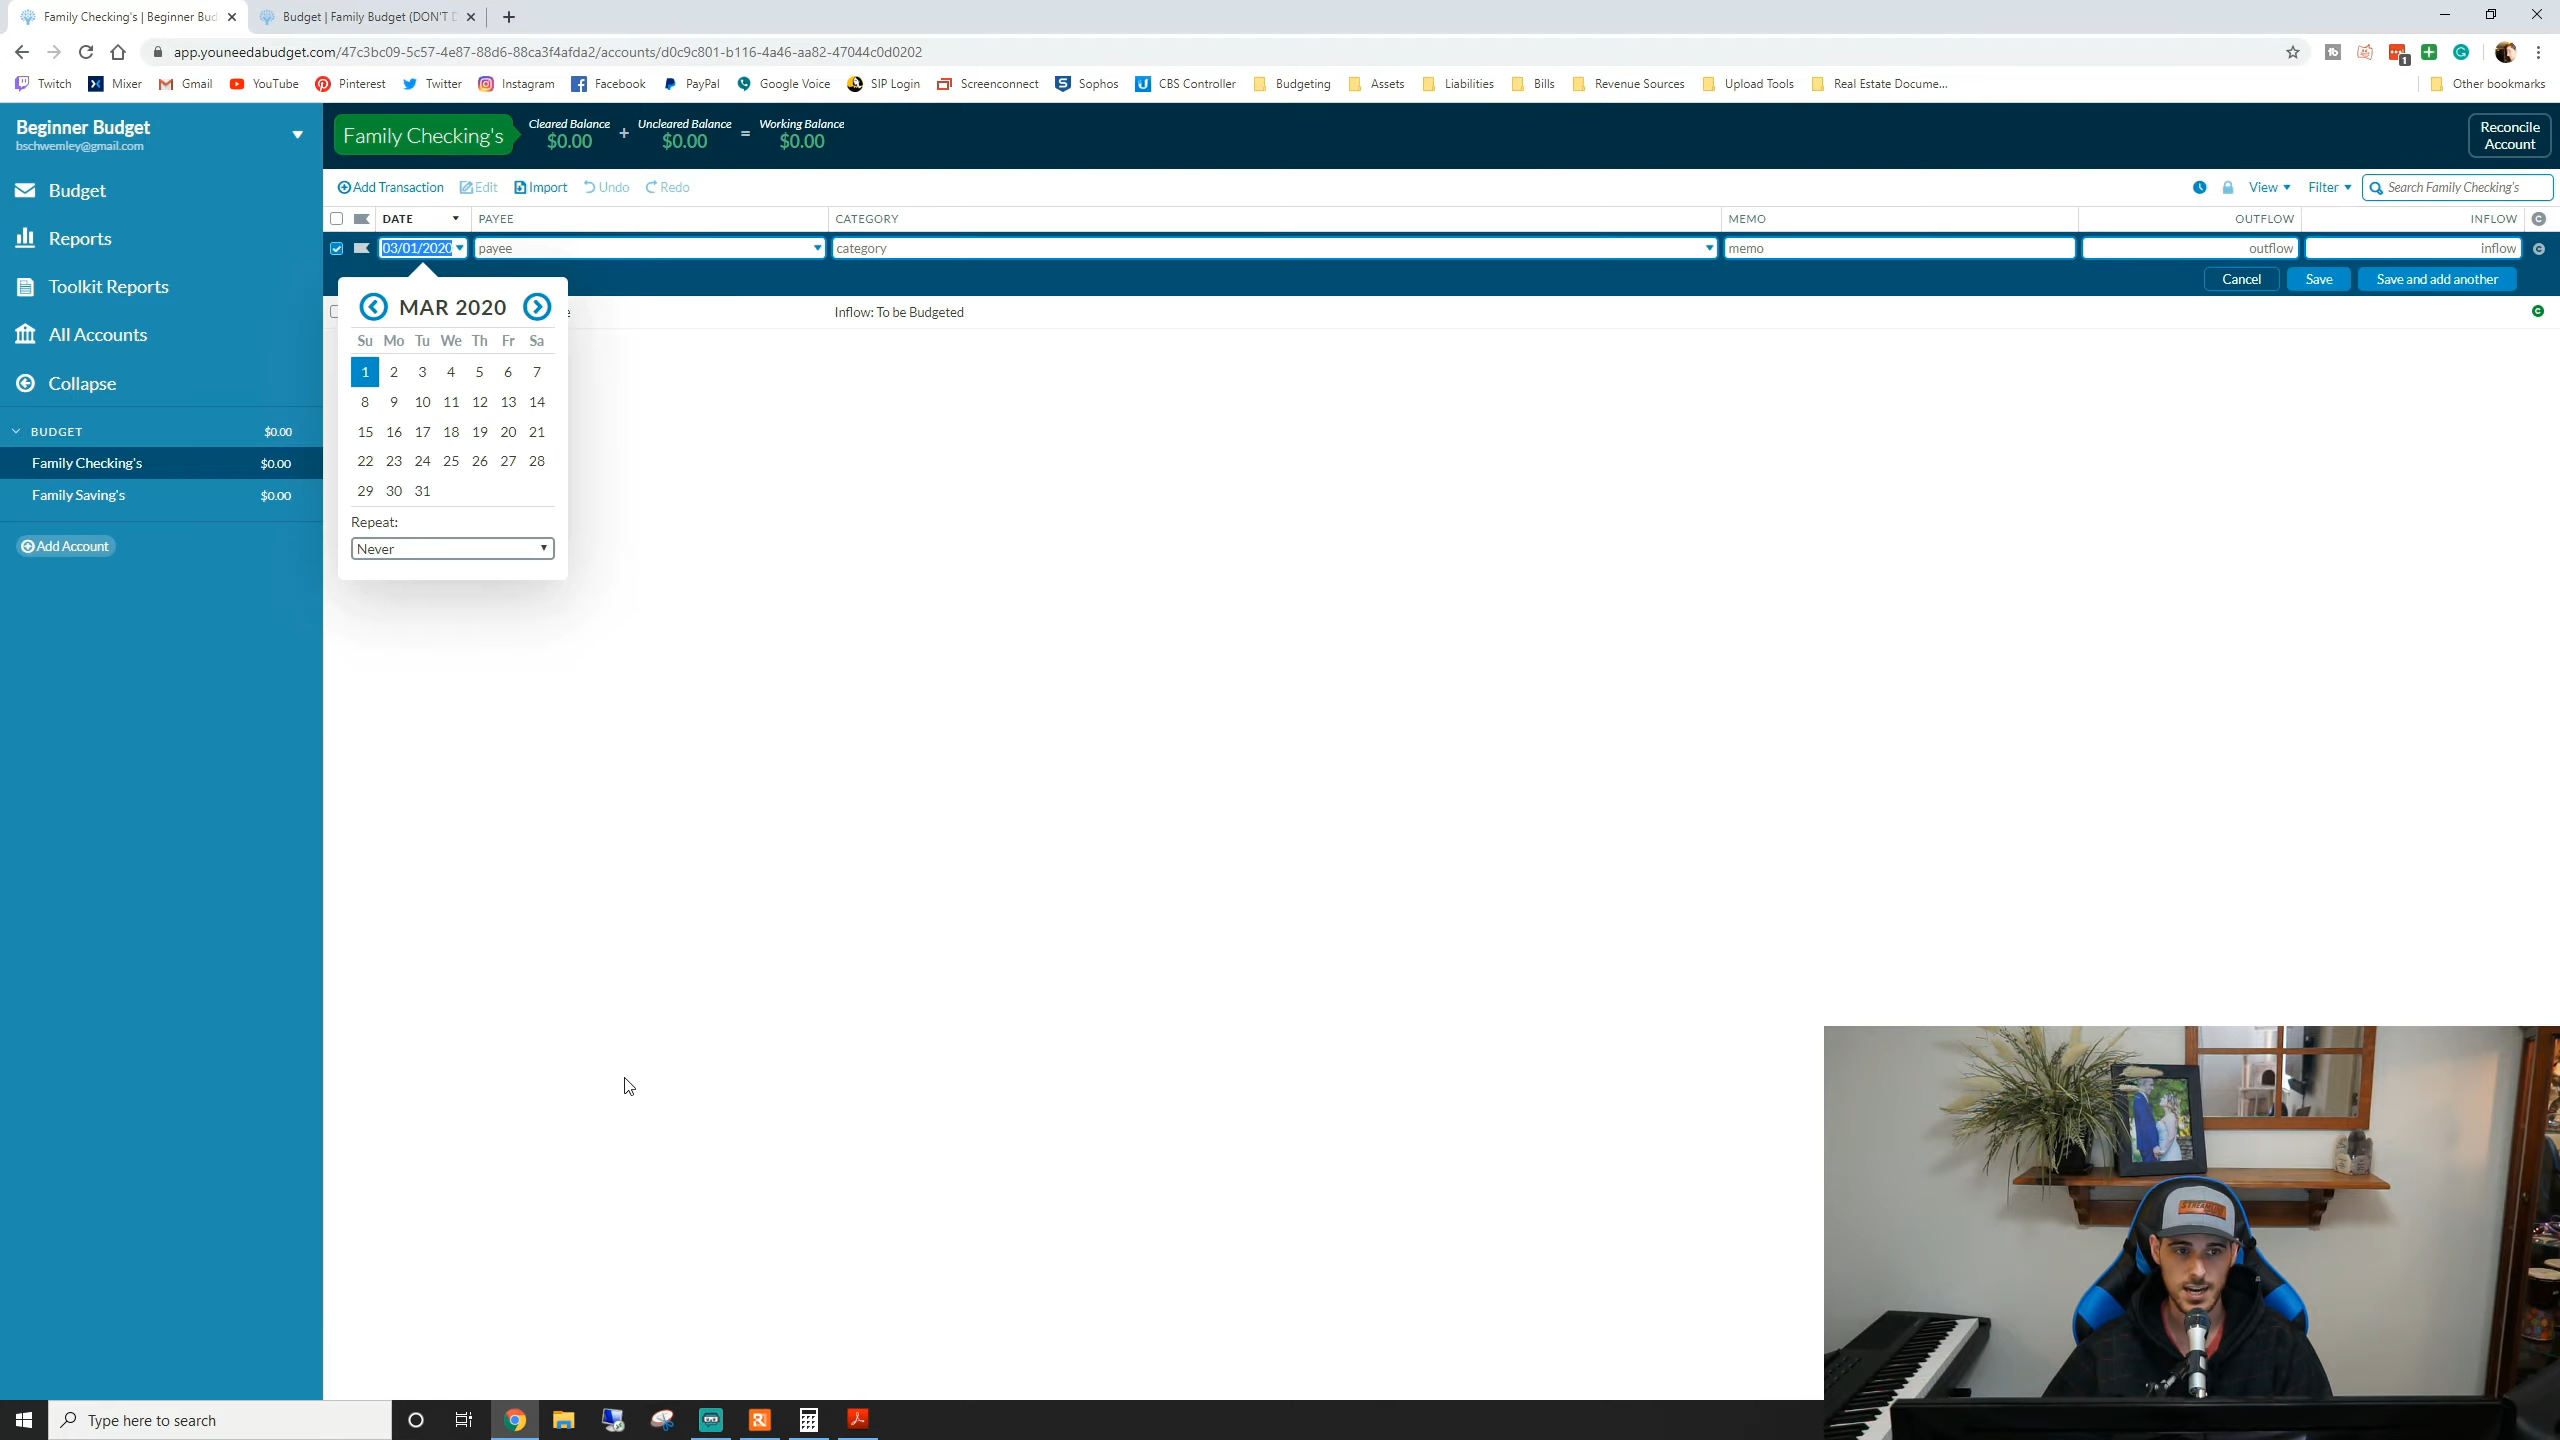 Family Checking's | Beginner Bud
Budget | Family Budget (DON'T D
app.youneedabudget.com/47c3bc09-5c57-4e87-88d6-88ca3f4afda2/accounts/d0c9c801-b116-4a46-aa82-47044c0d0202
Twitch Mixer Gmail YouTube Pinterest Twitter Instagram Facebook PayPal Google Voice SIP Login Screenconnect Sophos CBS Controller Budgeting Assets Liabilities Bills Revenue Sources Upload Tools Real Estate Docume... Other bookmarks
Beginner Budget
bschwemley@gmail.com
Budget
Reports
Toolkit Reports
All Accounts
Collapse
BUDGET $0.00
Family Checking's $0.00
Family Saving's $0.00
Add Account
Family Checking's
Cleared Balance + Uncleared Balance = Working Balance
$0.00 $0.00 $0.00
Reconcile
Account
Add Transaction Edit Import Undo Redo View Filter Search Family Checking's
DATE PAYEE CATEGORY MEMO OUTFLOW INFLOW
03/01/2020 payee category memo outflow inflow
Cancel Save Save and add another
Inflow: To be Budgeted
MAR 2020
Su Mo Tu We Th Fr Sa
1 2 3 4 5 6 7
8 9 10 11 12 13 14
15 16 17 18 19 20 21
22 23 24 25 26 27 28
29 30 31
Repeat:
Never
Type here to search